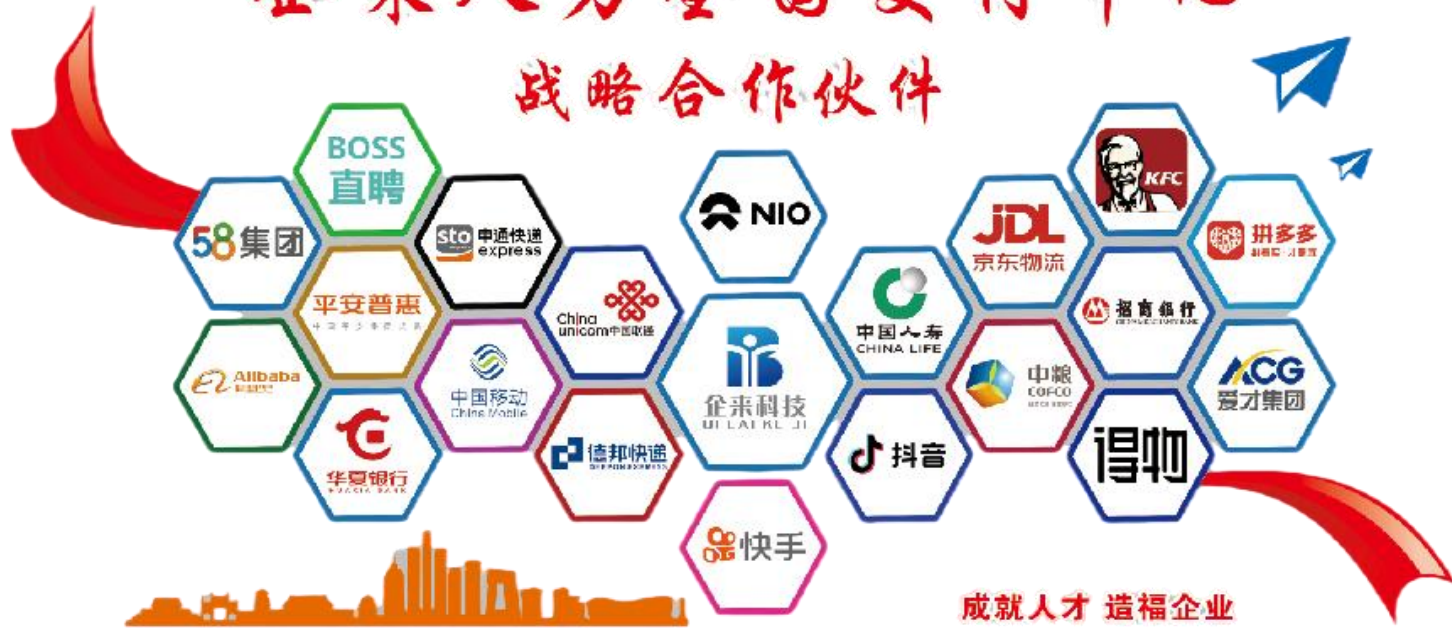 战略合作伙伴
BOSS
直聘
58集团
sto 申通快递
express
平安普惠
China
unicom中国联通
Alibaba
中国移动
China Mobile
华夏银行
HUAXIA BANK
德邦快递
NIO
企来科技
快手
中国人寿
CHINA LIFE
抖音
JDL
京东物流
KFC
拼多多
招商银行
中粮
COFCO
ACG
爱才集团
得物
成就人才 造福企业